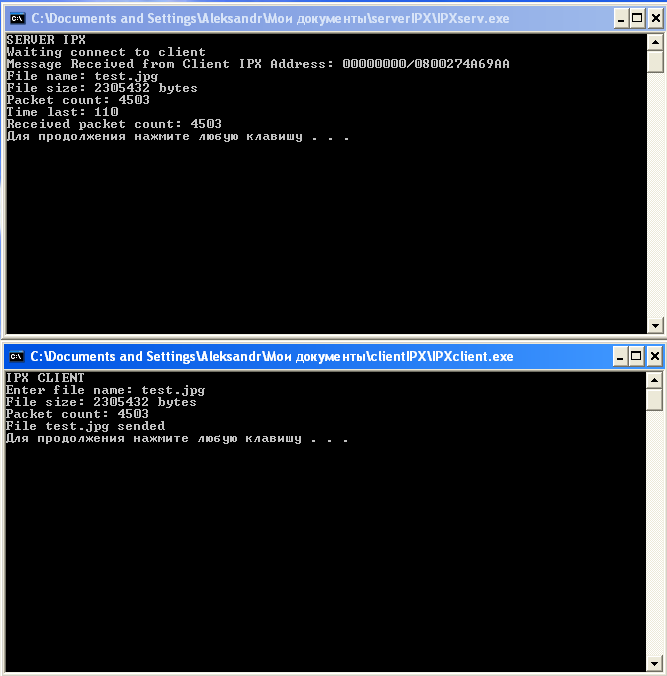 C:\Documents and Settings\Aleksandr\Мои документы\serverIPX\IPXserv.exe
SERVER IPX
Waiting connect to client
Message Received from Client IPX Address: 00000000/0800274A69AA
File name: test.jpg
File size: 2305432 bytes
Packet count: 4503
Time last: 110
Received packet count: 4503
Для продолжения нажмите любую клавишу . . .
C:\Documents and Settings\Aleksandr\Мои документы\clientIPX\IPXclient.exe
IPX CLIENT
Enter file name: test.jpg
File size: 2305432 bytes
Packet count: 4503
File test.jpg sended
Для продолжения нажмите любую клавишу . . .